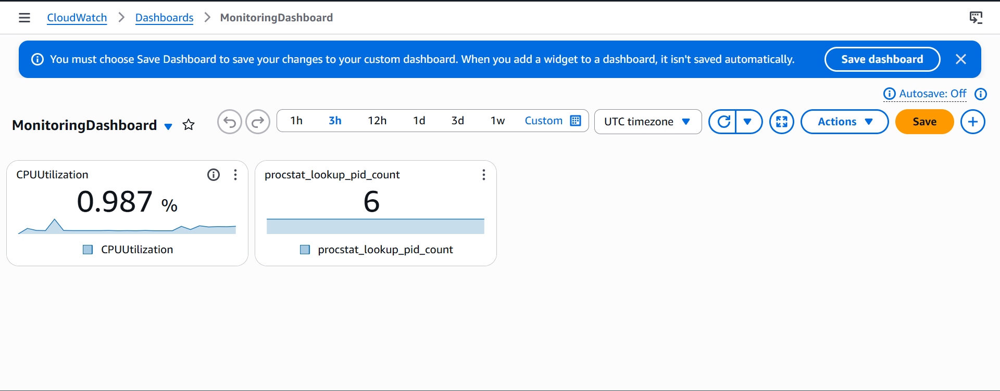 CloudWatch > Dashboards > MonitoringDashboard
You must choose Save Dashboard to save your changes to your custom dashboard. When you add a widget to a dashboard, it isn't saved automatically. Save dashboard
Autosave: Off
MonitoringDashboard 1h 3h 12h 1d 3d 1w Custom UTC timezone Actions Save
CPUUtilization
0.987 %
CPUUtilization
procstat_lookup_pid_count
6
procstat_lookup_pid_count